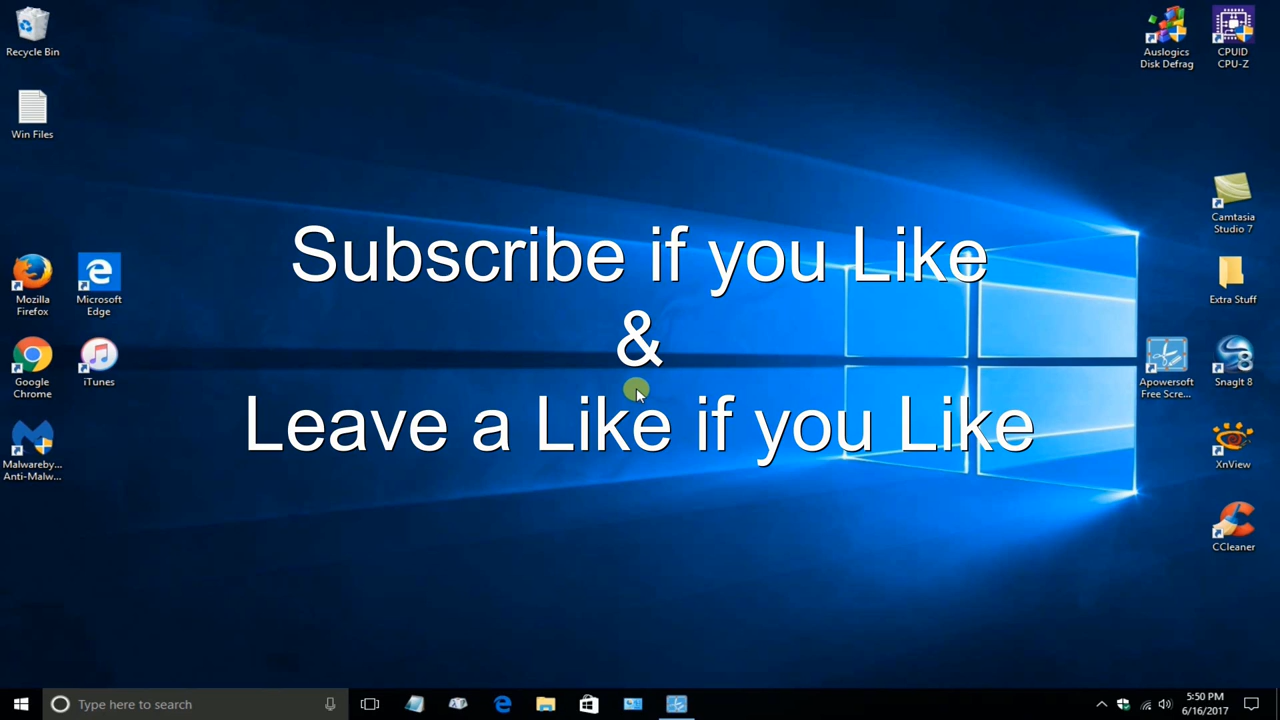 Recycle Bin
Win Files
Mozilla
Firefox
Microsoft
Edge
Google
Chrome
iTunes
Malwareby...
Anti-Malw...
Subscribe if you Like
&
Leave a Like if you Like
Auslogics
Disk Defrag
CPUID
CPU-Z
Camtasia
Studio 7
Extra Stuff
Apowersoft
Free Scre...
SnagIt 8
XnView
CCleaner
Type here to search
5:50 PM
6/16/2017